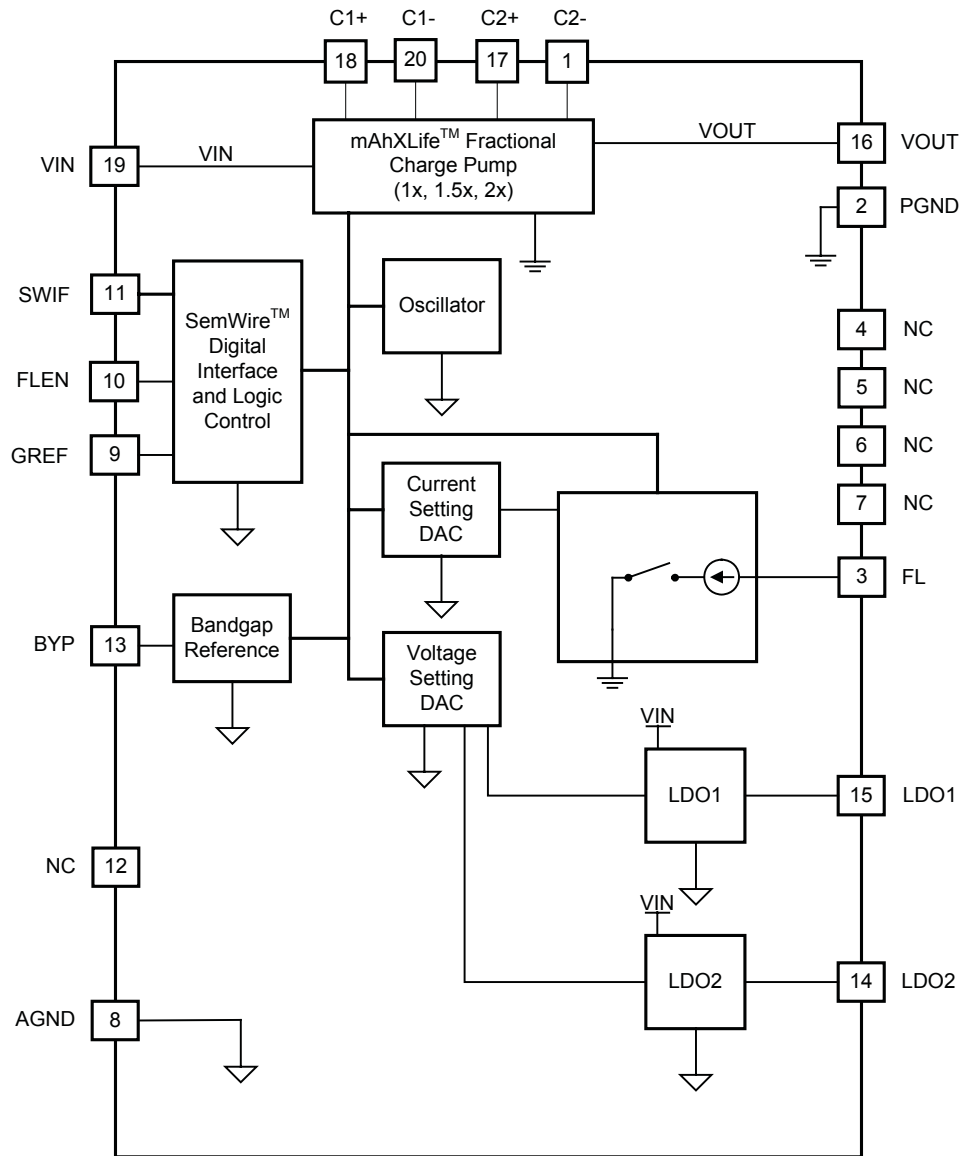 C1+ C1- C2+ C2-
18 20 17 1
mAhXLife™ Fractional
Charge Pump
(1x, 1.5x, 2x)
VIN 19 VIN
VOUT 16 VOUT
2 PGND
SWIF 11
FLEN 10
GREF 9
SemWire™
Digital
Interface
and Logic
Control
Oscillator
4 NC
5 NC
6 NC
7 NC
Current
Setting
DAC
3 FL
BYP 13
Bandgap
Reference
Voltage
Setting
DAC
VIN
LDO1
15 LDO1
NC 12
VIN
LDO2
14 LDO2
AGND 8